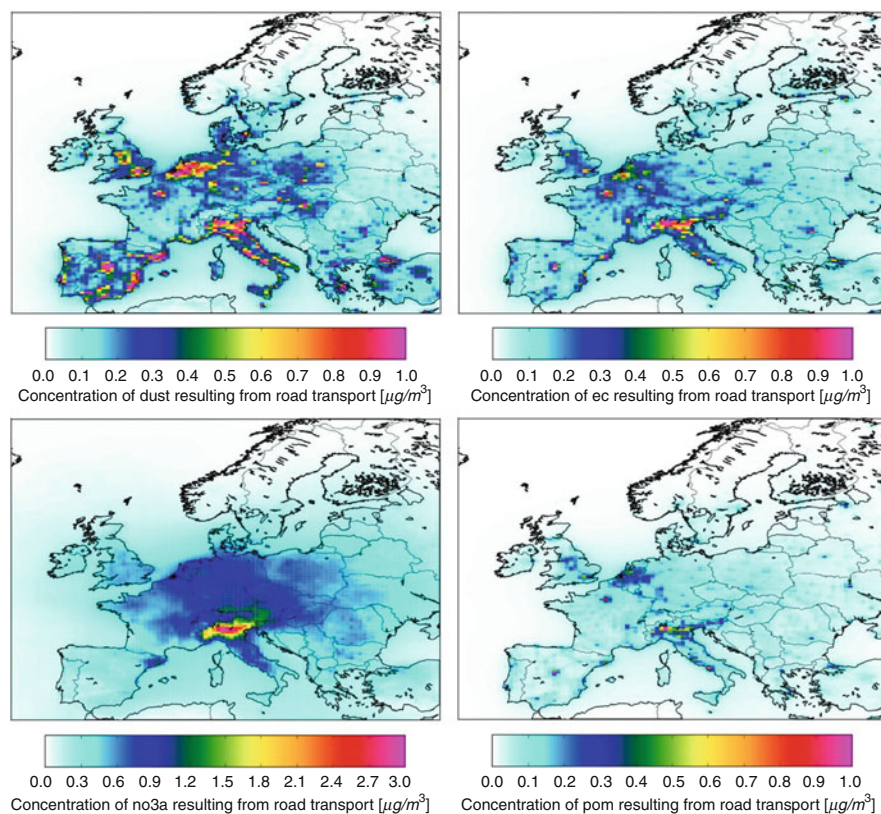 0.0 0.1 0.2 0.3 0.4 0.5 0.6 0.7 0.8 0.9 1.0
Concentration of dust resulting from road transport [μg/m³]
0.0 0.1 0.2 0.3 0.4 0.5 0.6 0.7 0.8 0.9 1.0
Concentration of ec resulting from road transport [μg/m³]
0.0 0.3 0.6 0.9 1.2 1.5 1.8 2.1 2.4 2.7 3.0
Concentration of no3a resulting from road transport [μg/m³]
0.0 0.1 0.2 0.3 0.4 0.5 0.6 0.7 0.8 0.9 1.0
Concentration of pom resulting from road transport [μg/m³]